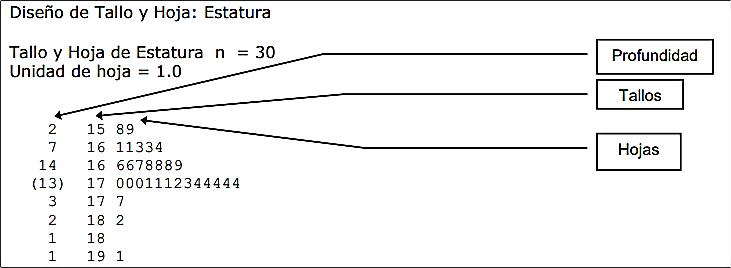 Diseño de Tallo y Hoja: Estatura
Tallo y Hoja de Estatura n = 30
Unidad de hoja = 1.0
Profundidad
Tallos
Hojas
2 15 89
7 16 11334
14 16 6678889
(13) 17 0001112344444
3 17 7
2 18 2
1 18
1 19 1